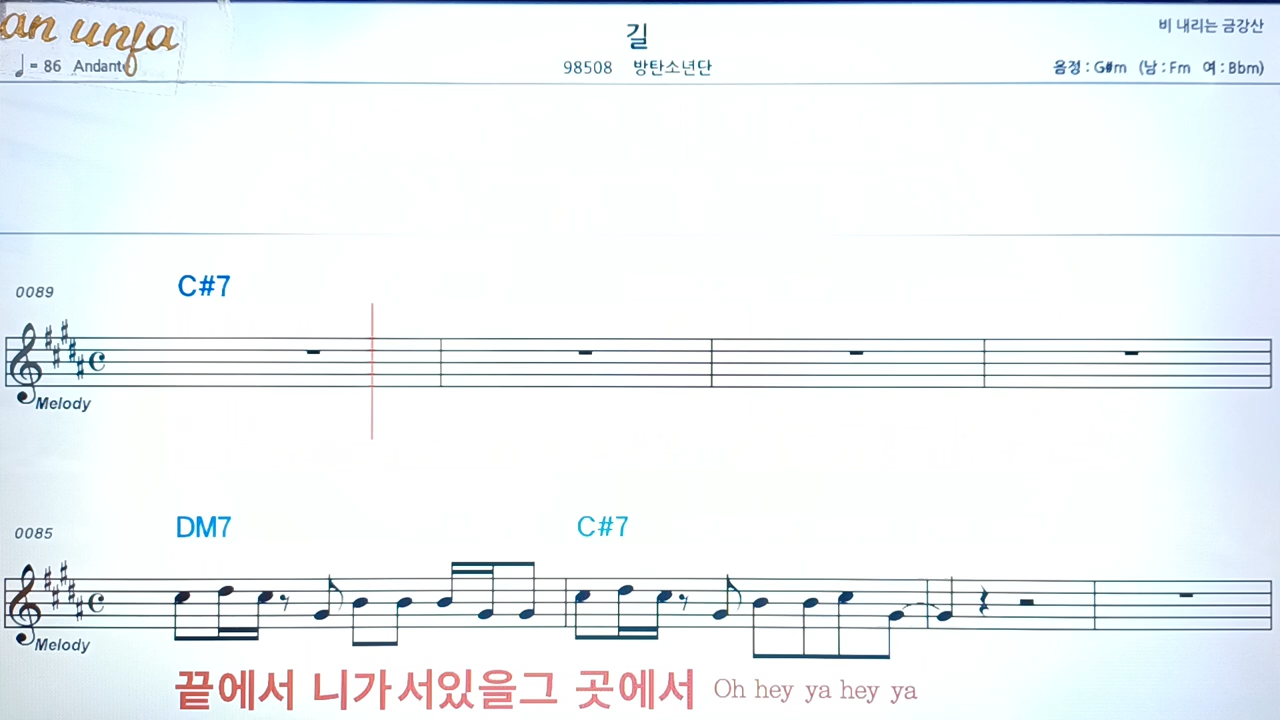 an unfa
길
비 내리는 금강산
♩= 86 Andante
98508 방탄소년단
음정 : G#m (남 : Fm 여 : Bbm)
C#7
0089
Melody
DM7 C#7
0085
Melody
끝에서 니가서있을그 곳에서 Oh hey ya hey ya